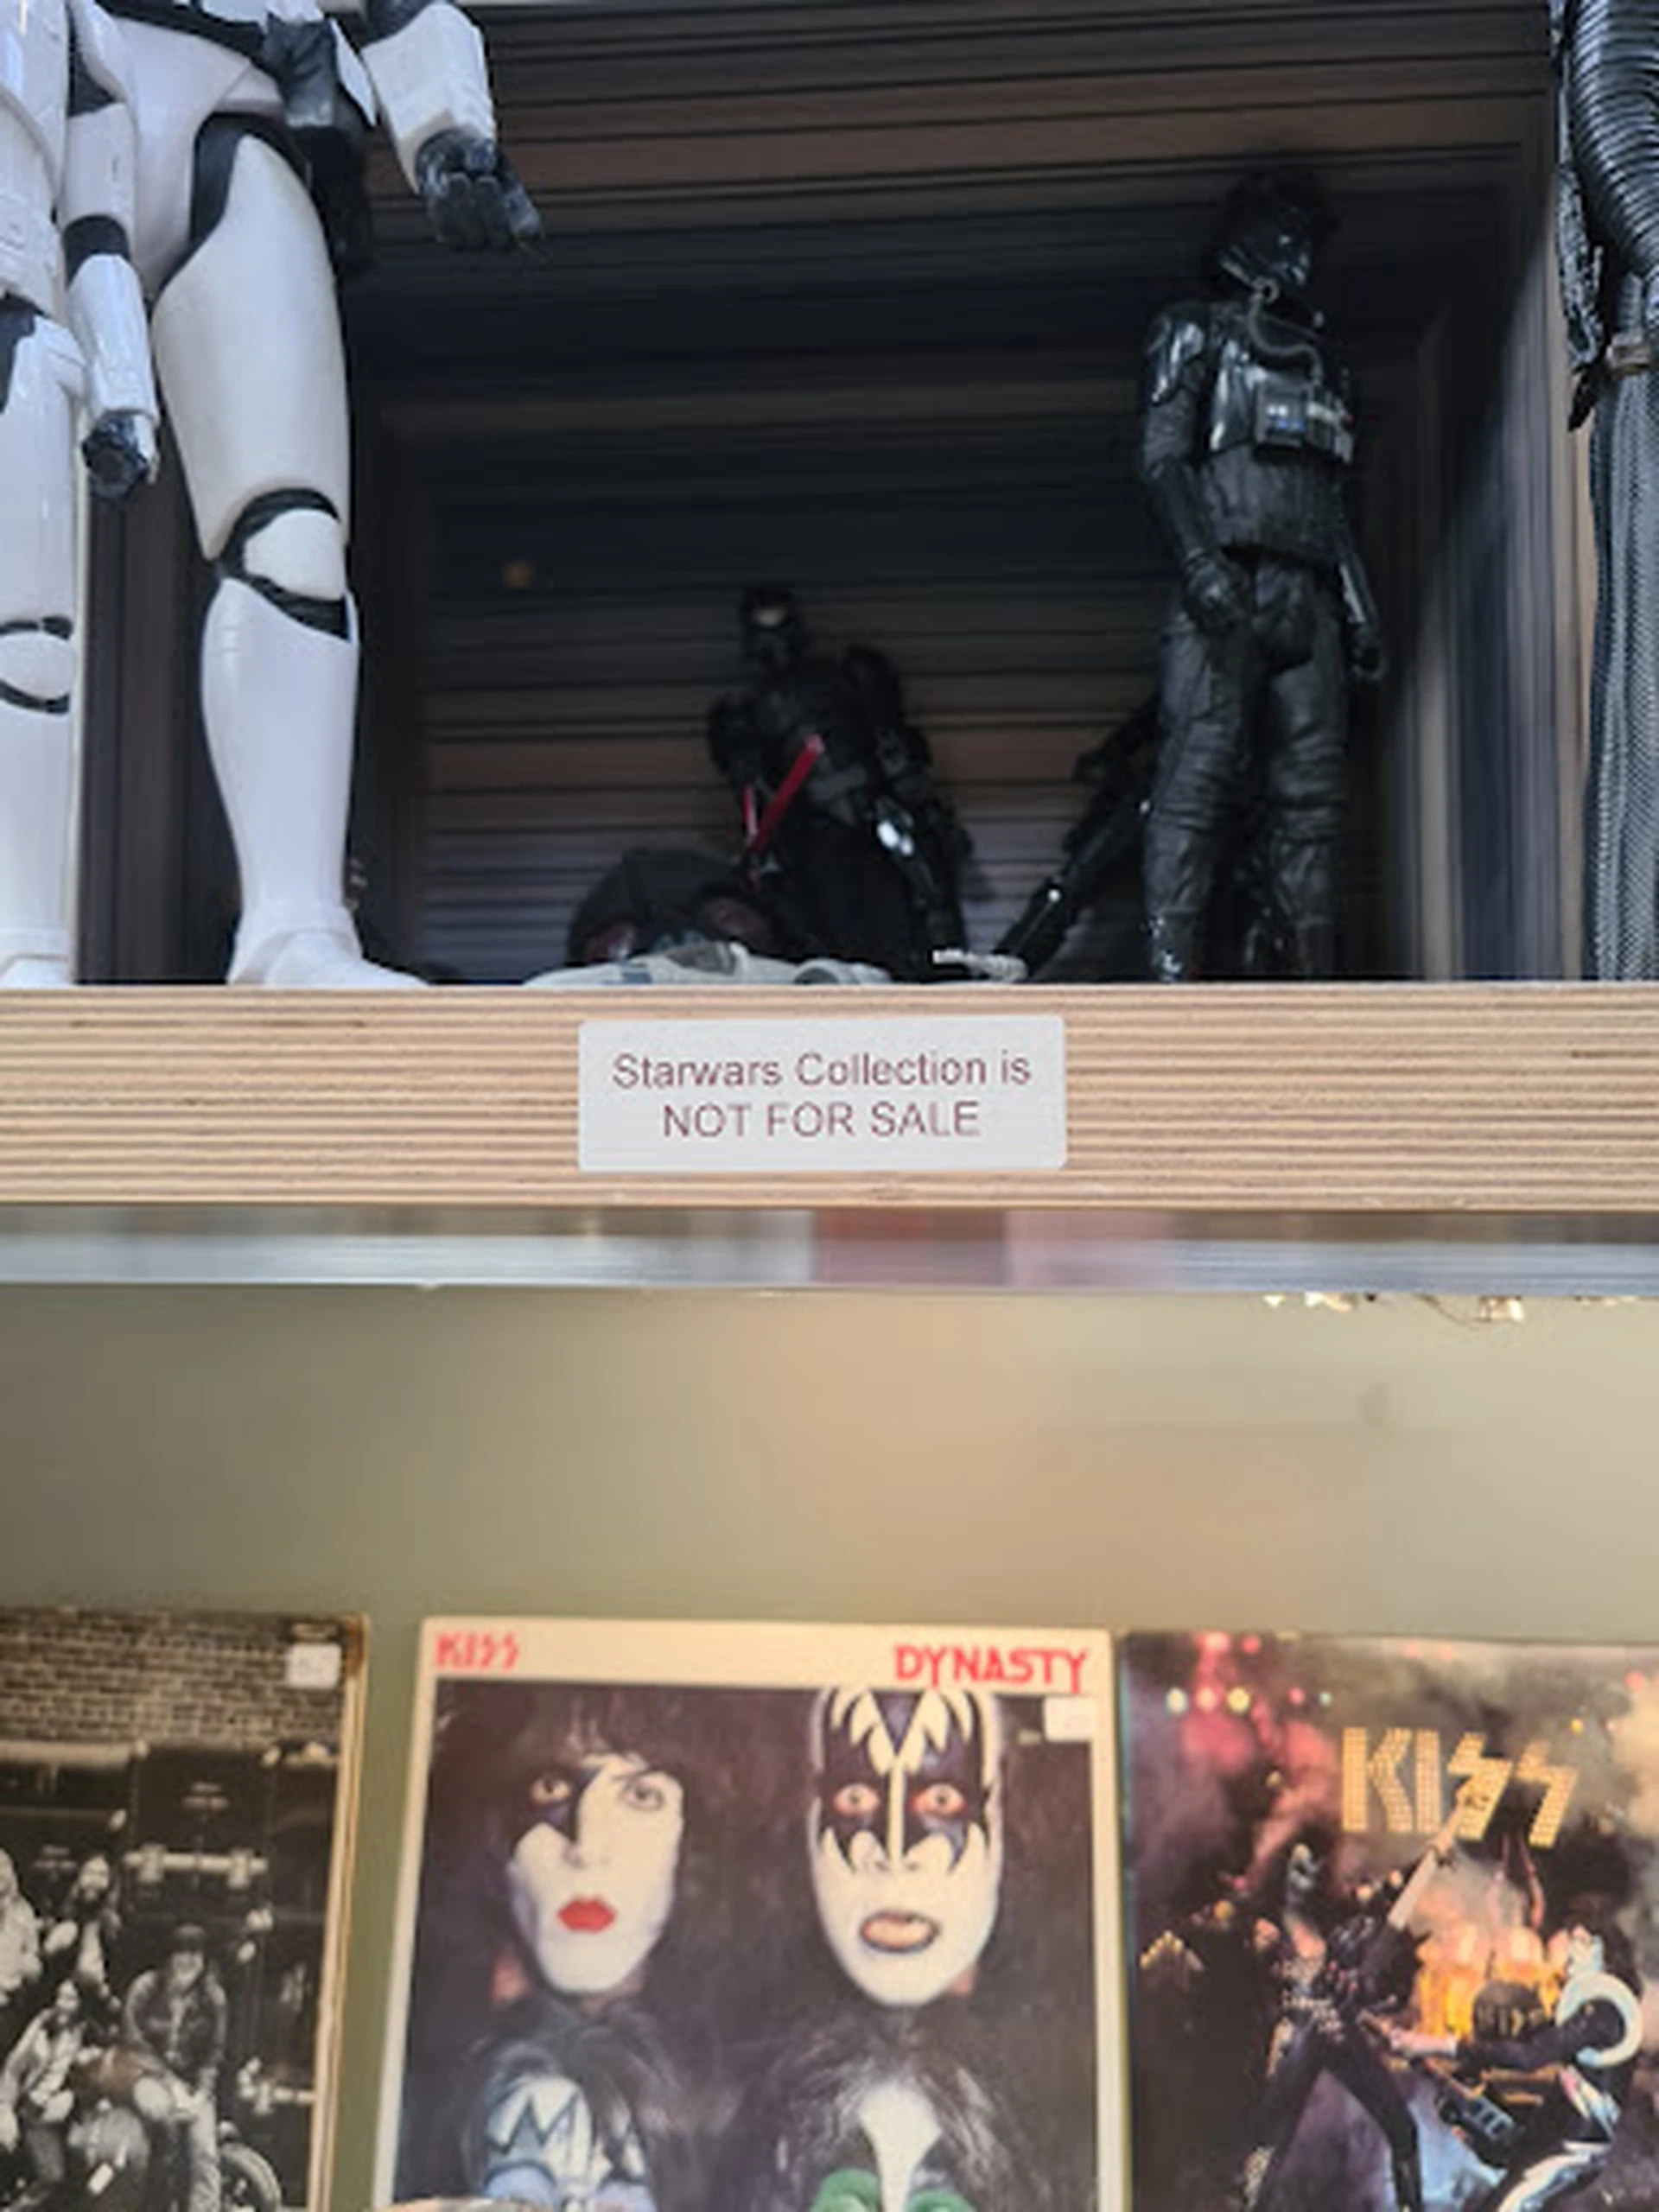 Starwars Collection is
NOT FOR SALE
KISS
DYNASTY
KISS